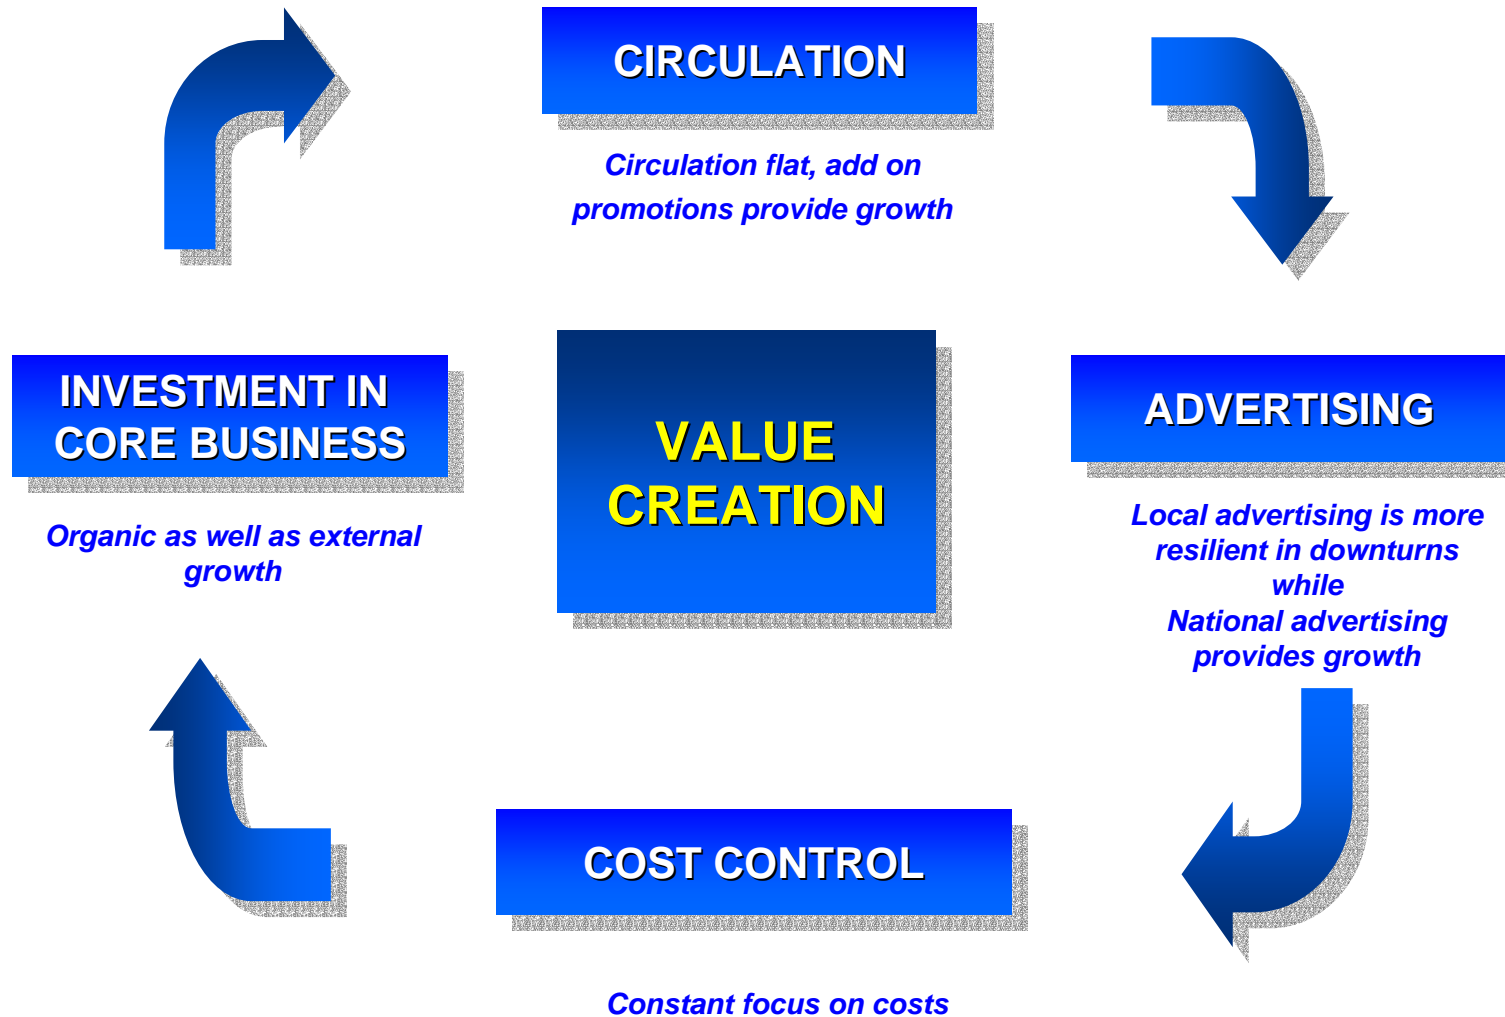 CIRCULATION
Circulation flat, add on
promotions provide growth
INVESTMENT IN
CORE BUSINESS
Organic as well as external
growth
VALUE
CREATION
ADVERTISING
Local advertising is more
resilient in downturns
while
National advertising
provides growth
COST CONTROL
Constant focus on costs